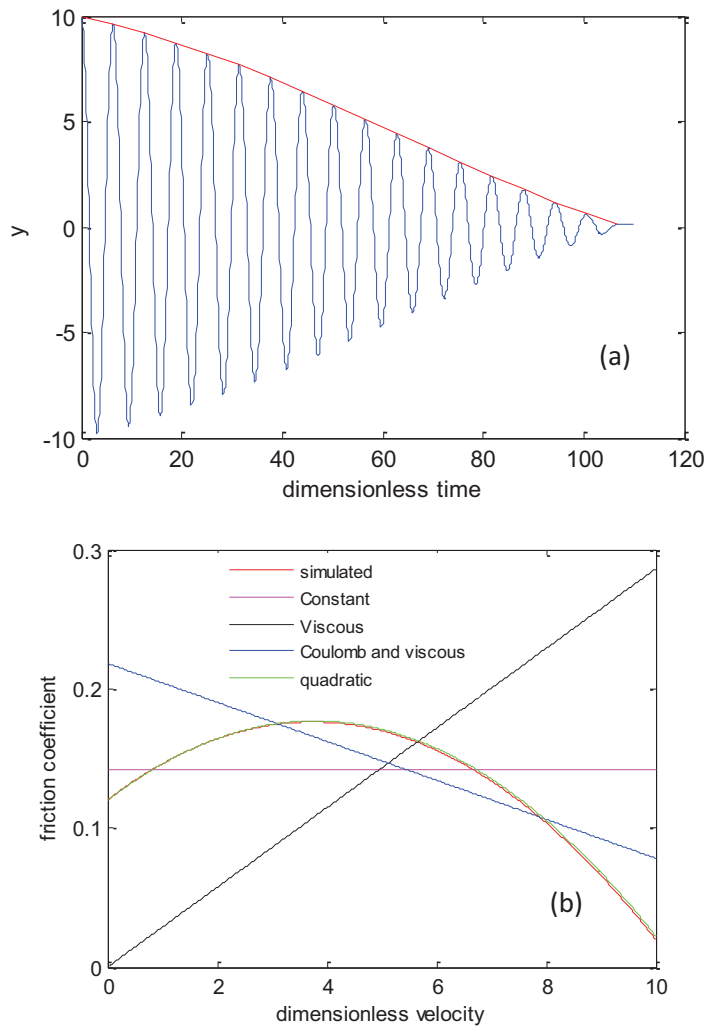 10
5
0
-5
-10
y
(a)
0 20 40 60 80 100 120
dimensionless time
0.3
0.2
0.1
0
friction coefficient
simulated
Constant
Viscous
Coulomb and viscous
quadratic
(b)
0 2 4 6 8 10
dimensionless velocity